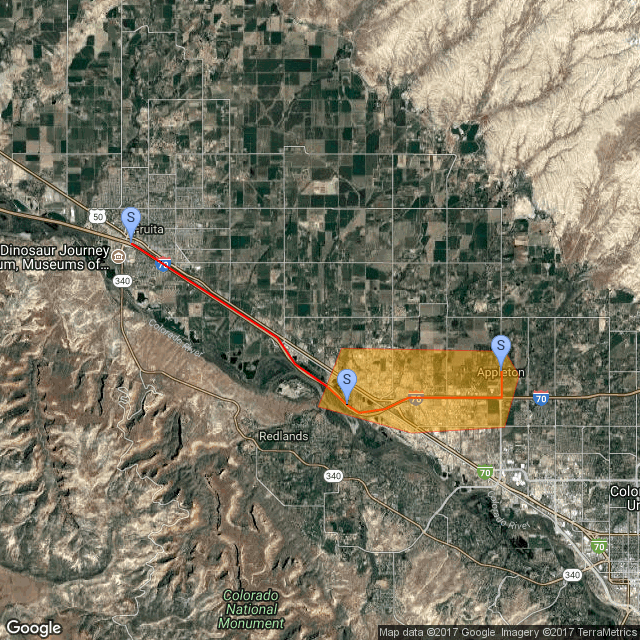 50
S
Fruita
Dinosaur Journey
um, Museums of...
70
340
Colorado River
S
Appleton
S
70
70
Redlands
340
70
Colo
Un
Colorado River
70
340
Colorado
National
Monument
Google
Map data ©2017 Google Imagery ©2017 TerraMetrics